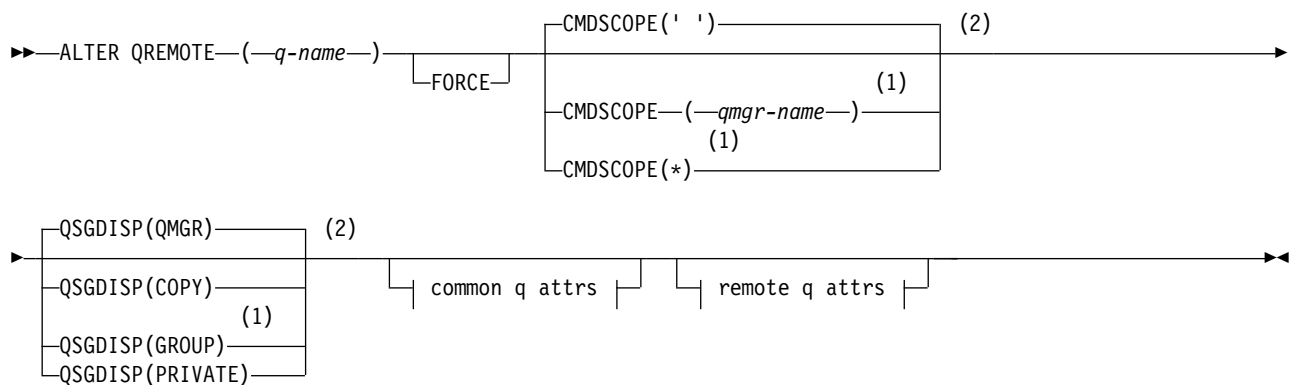 CMDSCOPE(' ') (2)
ALTER QREMOTE ( q-name )
FORCE (1)
CMDSCOPE ( qmgr-name )
(1)
CMDSCOPE(*)
QSGDISP(QMGR) (2)
QSGDISP(COPY) common q attrs remote q attrs
(1)
QSGDISP(GROUP)
QSGDISP(PRIVATE)